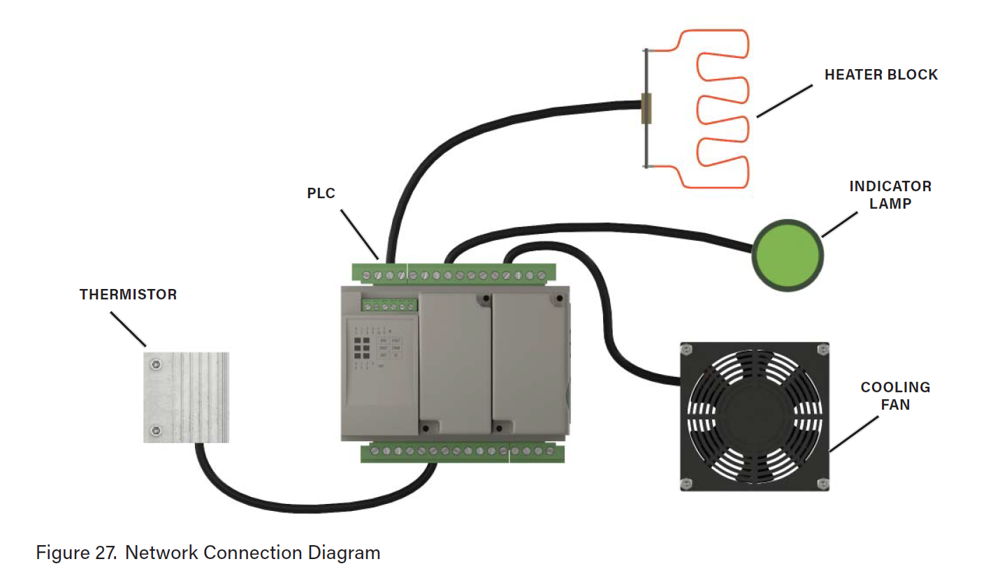 HEATER BLOCK
INDICATOR
LAMP
PLC
THERMISTOR
COOLING
FAN
Figure 27. Network Connection Diagram